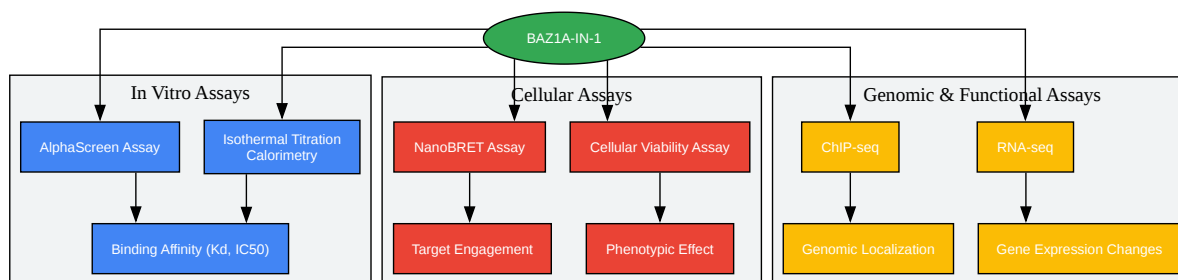 BAZ1A-IN-1
In Vitro Assays
Cellular Assays
Genomic & Functional Assays
AlphaScreen Assay
Isothermal Titration
Calorimetry
NanoBRET Assay
Cellular Viability Assay
ChIP-seq
RNA-seq
Binding Affinity (Kd, IC50)
Target Engagement
Phenotypic Effect
Genomic Localization
Gene Expression Changes